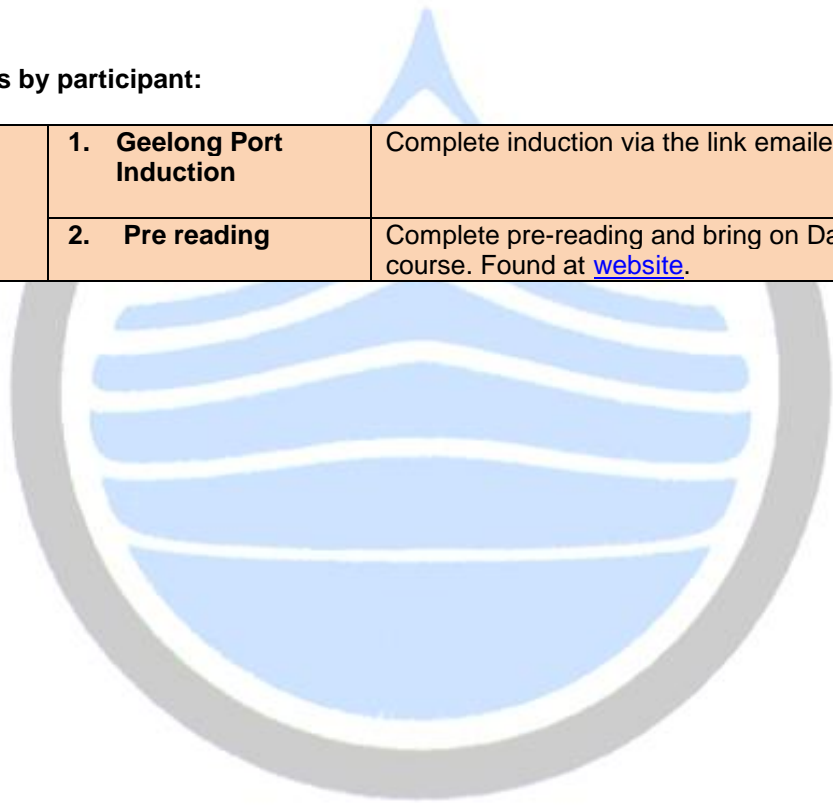 s by participant:
1. Geelong Port
Induction
Complete induction via the link emaile
2. Pre reading
Complete pre-reading and bring on Da
course. Found at website.